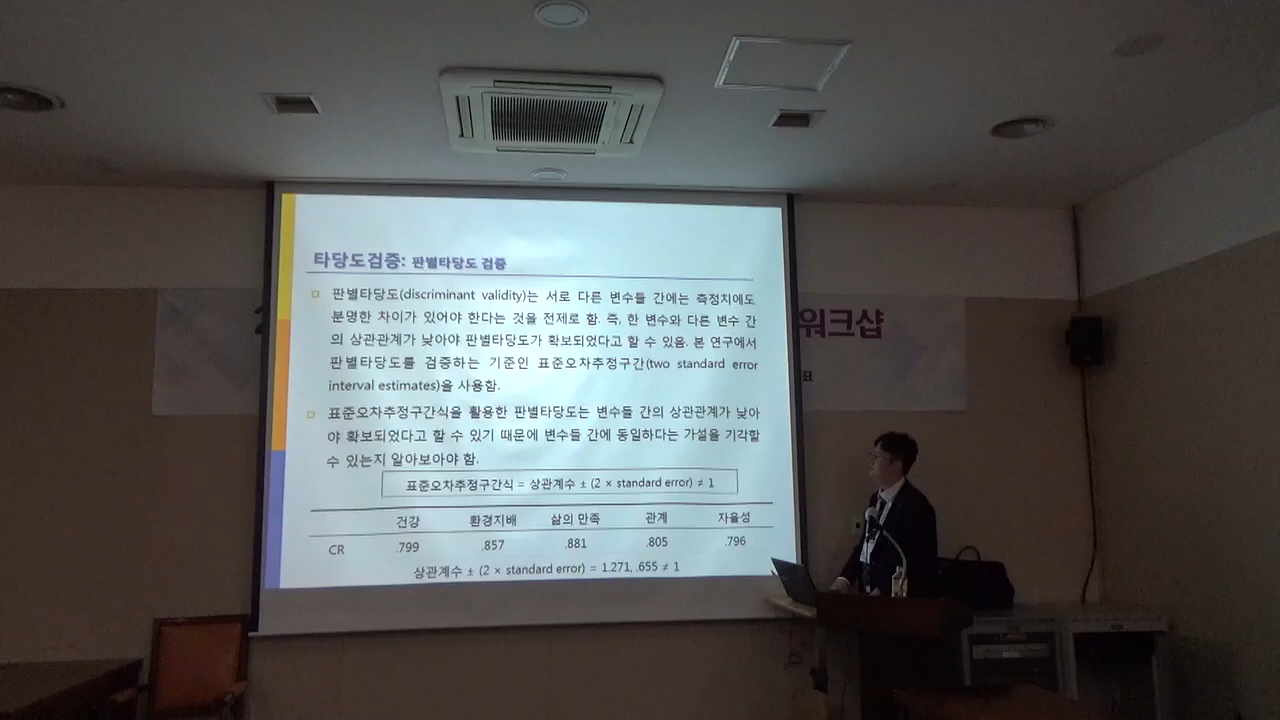 타당도검증: 판별타당도 검증
판별타당도(discriminant validity)는 서로 다른 변수들 간에는 측정치에도
분명한 차이가 있어야 한다는 것을 전제로 함. 즉, 한 변수와 다른 변수 간
의 상관관계가 낮아야 판별타당도가 확보되었다고 할 수 있음. 본 연구에서
판별타당도를 검증하는 기준인 표준오차추정구간(two standard error
interval estimates)을 사용함.
표준오차추정구간식을 활용한 판별타당도는 변수들 간의 상관관계가 낮아
야 확보되었다고 할 수 있기 때문에 변수들 간에 동일하다는 가설을 기각할
수 있는지 알아보아야 함.
표준오차추정구간식 = 상관계수 ± (2 × standard error) ≠ 1
건강 환경지배 삶의 만족 관계 자율성
CR .799 .857 .881 .805 .796
상관계수 ± (2 × standard error) = 1.271, .655 ≠ 1
워크샵
표